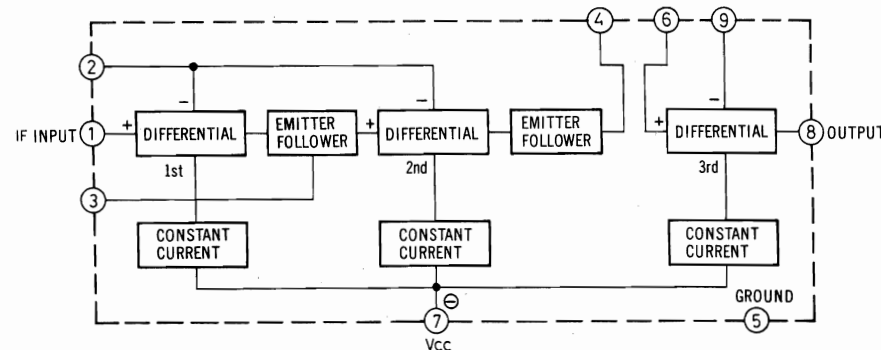 4 6 9
2
IF INPUT 1 + DIFFERENTIAL EMITTER FOLLOWER + DIFFERENTIAL EMITTER FOLLOWER + DIFFERENTIAL 8 OUTPUT
− − −
1st 2nd 3rd
3
CONSTANT CURRENT CONSTANT CURRENT CONSTANT CURRENT
⊖ GROUND
7 5
Vcc